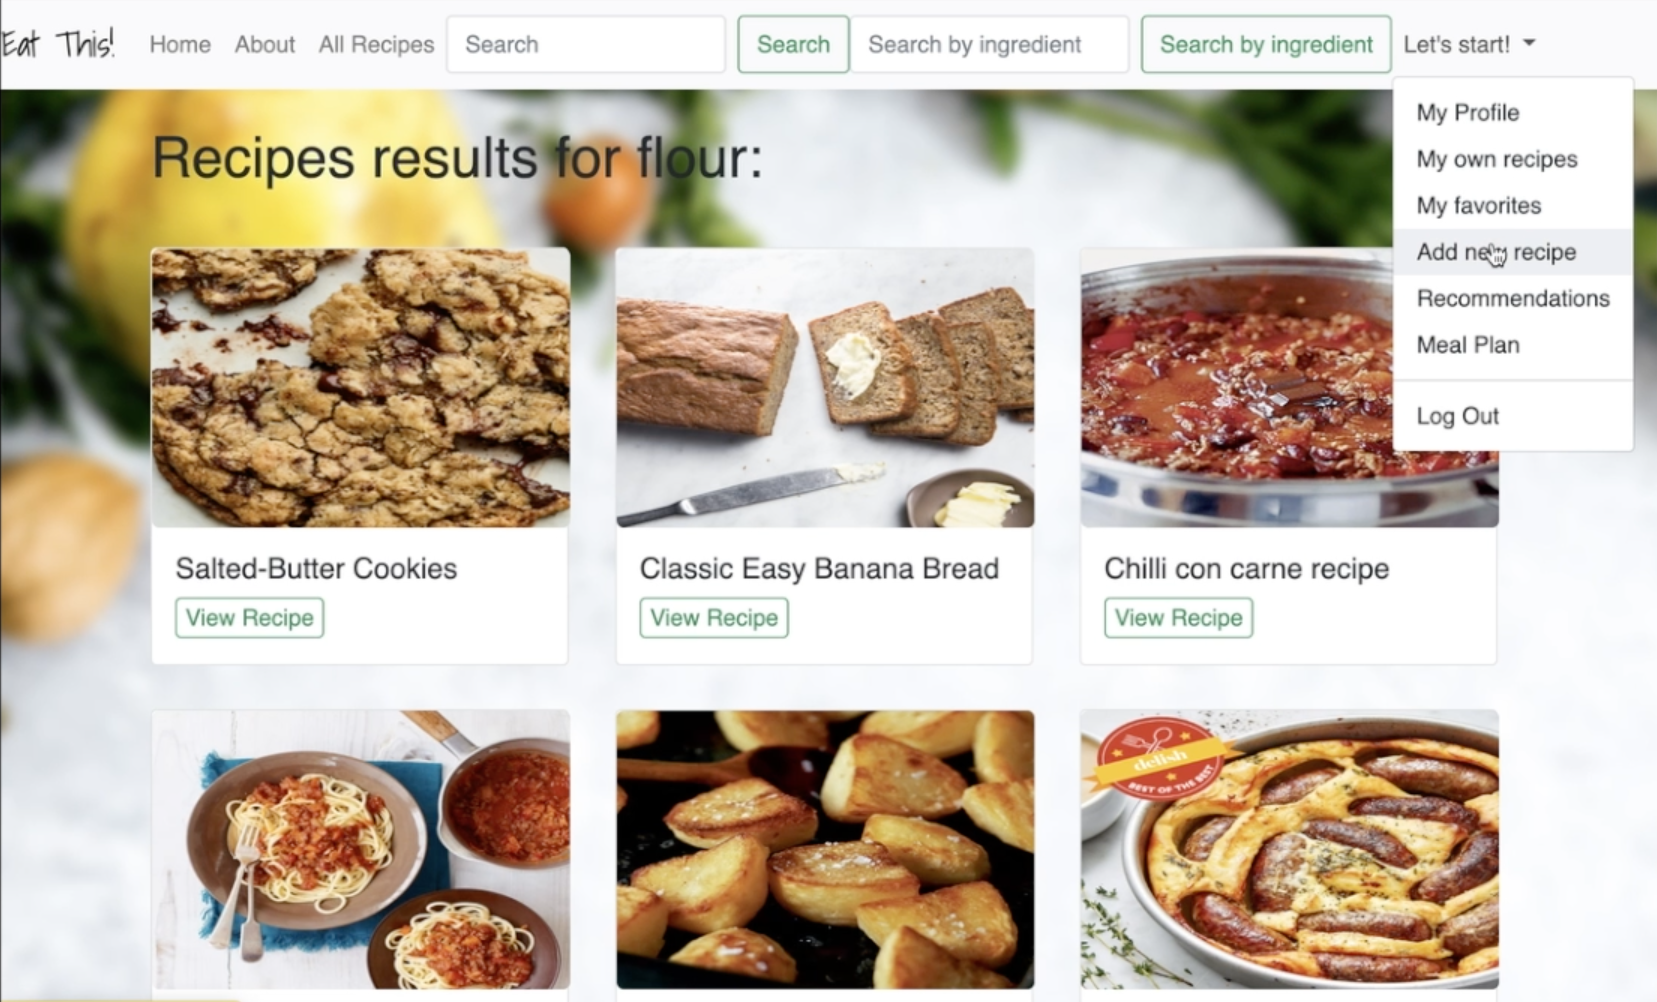 Eat This! Home About All Recipes Search Search Search by ingredient Search by ingredient Let's start!
My Profile
My own recipes
My favorites
Add new recipe
Recommendations
Meal Plan
Log Out
Recipes results for flour:
Salted-Butter Cookies
View Recipe
Classic Easy Banana Bread
View Recipe
Chilli con carne recipe
View Recipe
delish
BEST OF THE BEST